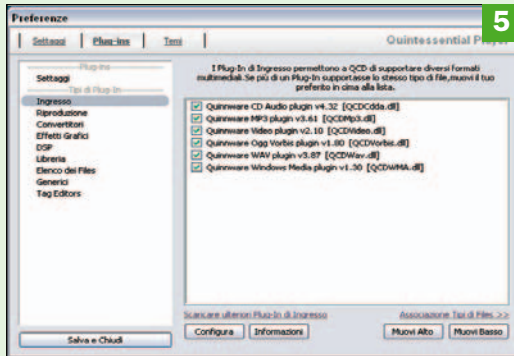 Preferenze
5
Settaggi
Plug-ins
Temi
Quintessential Player
Plug-ins
Settaggi
Tipi di Plug-In
Ingresso
Riproduzione
Convertitori
Effetti Grafici
DSP
Libreria
Elenco dei Files
Generici
Tag Editors
I Plug-In di Ingresso permettono a QCD di supportare diversi formati
multimediali. Se più di un Plug-In supportasse lo stesso tipo di file, muovi il tuo
preferito in cima alla lista.
Quinnware CD Audio plugin v4.32 [QCDCdda.dll]
Quinnware MP3 plugin v3.61 [QCDMp3.dll]
Quinnware Video plugin v2.10 [QCDVideo.dll]
Quinnware Ogg Vorbis plugin v1.80 [QCDVorbis.dll]
Quinnware WAV plugin v3.87 [QCDWav.dll]
Quinnware Windows Media plugin v1.30 [QCDWMA.dll]
Scaricare ulteriori Plug-In di Ingresso
Associazione Tipi di Files >>
Configura
Informazioni
Muovi Alto
Muovi Basso
Salva e Chiudi